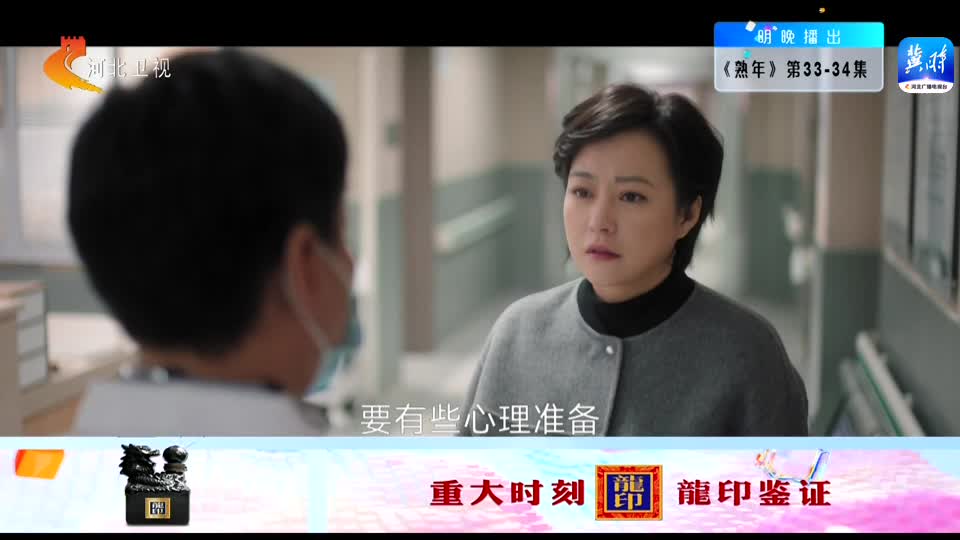 河北卫视
明晚播出
《熟年》第33-34集
冀时
河北广播电视台
要有些心理准备
龍印
重大时刻
龍印
龍印鉴证